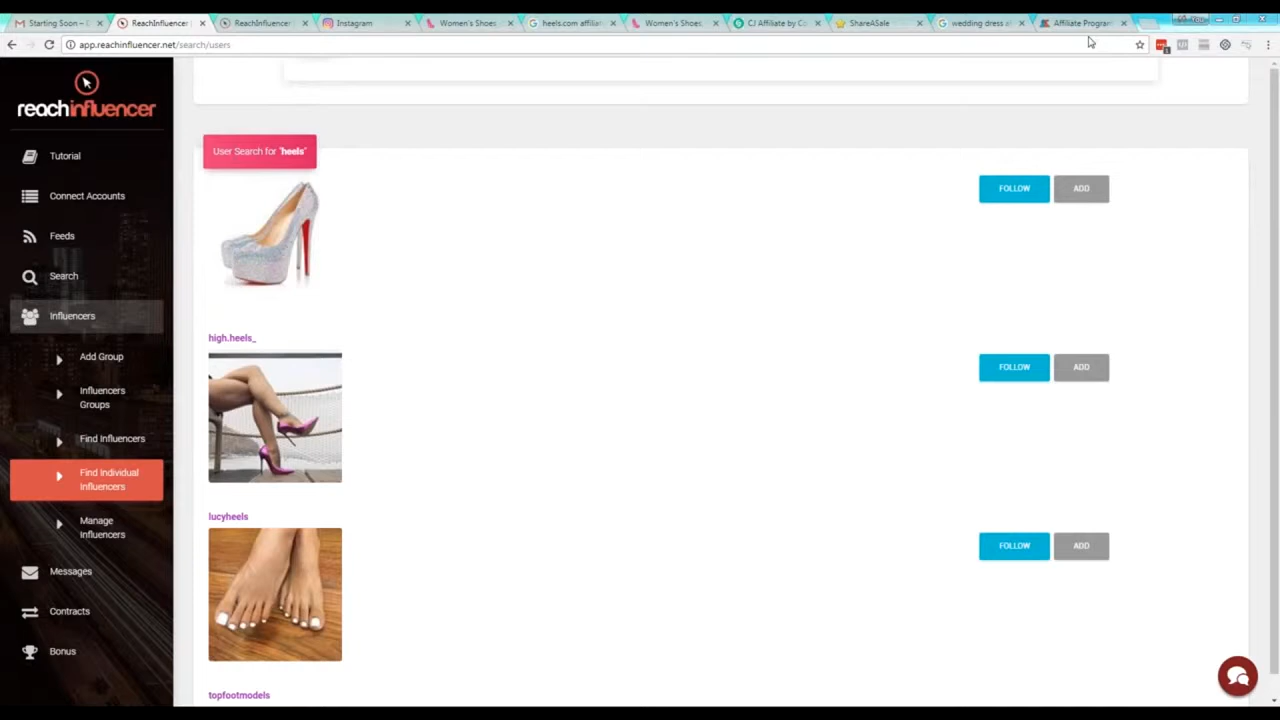 Starting Soon –
ReachInfluencer |
ReachInfluencer
Instagram
Women's Shoes
heels.com affiliat
Women's Shoes,
CJ Affiliate by Co
ShareASale
wedding dress a
Affiliate Program
app.reachinfluencer.net/search/users
reachinfluencer
User Search for "heels"
Tutorial
FOLLOW
ADD
Connect Accounts
Feeds
Search
Influencers
high.heels_
Add Group
FOLLOW
ADD
Influencers
Groups
Find Influencers
Find Individual
Influencers
lucyheels
Manage
Influencers
FOLLOW
ADD
Messages
Contracts
Bonus
topfootmodels